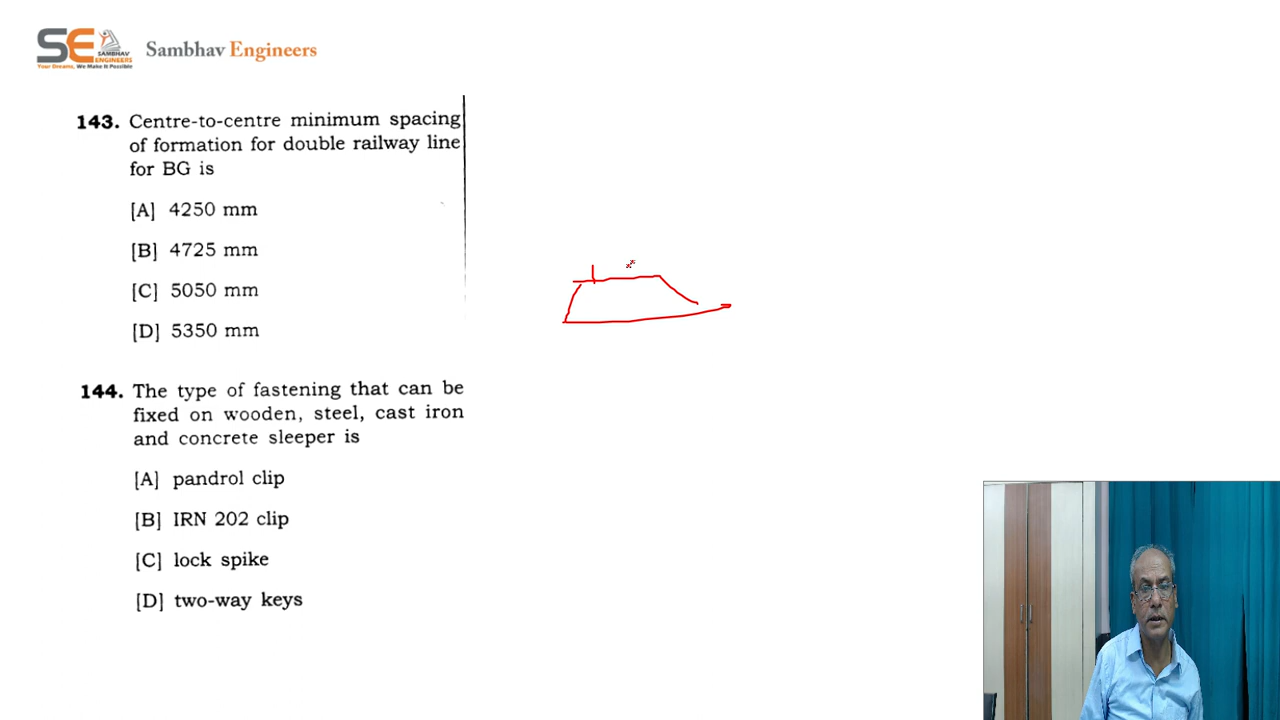 SE
SAMBHAV
ENGINEERS
Your Dreams, We Make It Possible
Sambhav Engineers
143. Centre-to-centre minimum spacing
of formation for double railway line
for BG is
[A] 4250 mm
[B] 4725 mm
[C] 5050 mm
[D] 5350 mm
144. The type of fastening that can be
fixed on wooden, steel, cast iron
and concrete sleeper is
[A] pandrol clip
[B] IRN 202 clip
[C] lock spike
[D] two-way keys